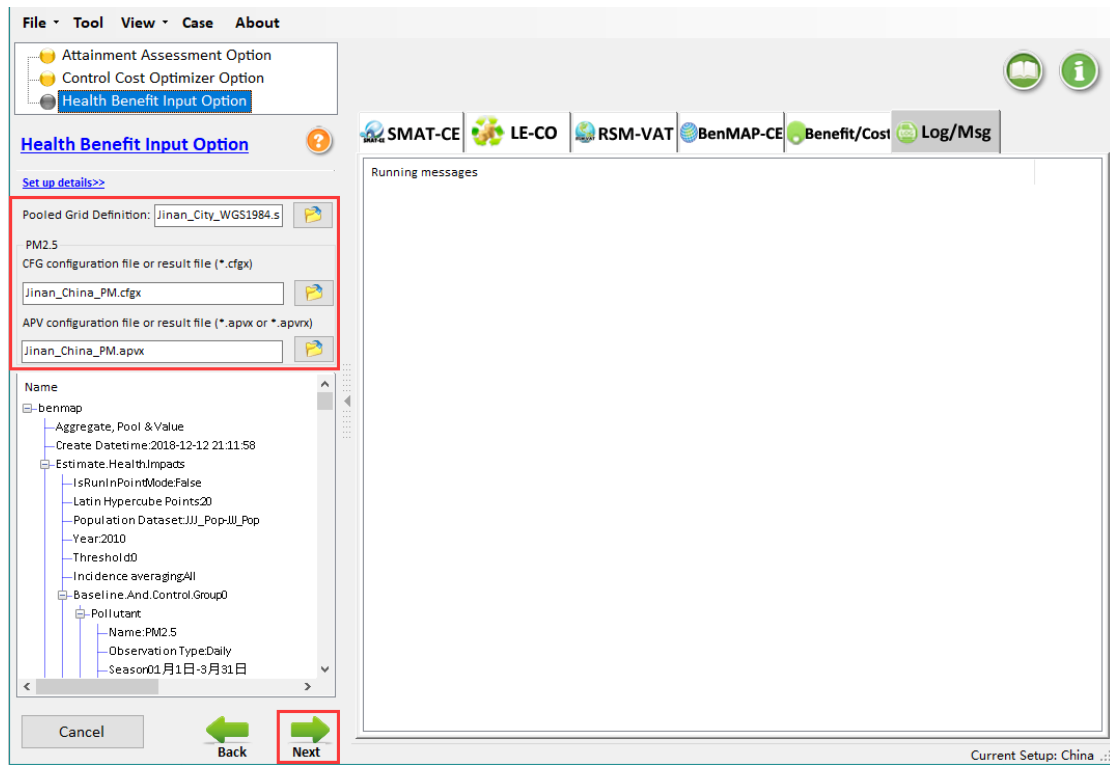 File Tool View Case About
Attainment Assessment Option
Control Cost Optimizer Option
Health Benefit Input Option
Health Benefit Input Option
?
Set up details>>
Pooled Grid Definition: Jinan_City_WGS1984.s
PM2.5
CFG configuration file or result file (*.cfgx)
Jinan_China_PM.cfgx
APV configuration file or result file (*.apvx or *.apvrx)
Jinan_China_PM.apvx
Name
benmap
Aggregate, Pool & Value
Create Datetime:2018-12-12 21:11:58
Estimate.Health.Impacts
IsRunInPointMode:False
Latin Hypercube Points:20
Population Dataset:JJJ_Pop-JJJ_Pop
Year:2010
Threshold:0
Incidence averaging:All
Baseline.And.Control.Group0
Pollutant
Name:PM2.5
Observation Type:Daily
Season01月1日-3月31日
Cancel
Back
Next
SMAT-CE LE-CO RSM-VAT BenMAP-CE Benefit/Cost Log/Msg
Running messages
Current Setup: China